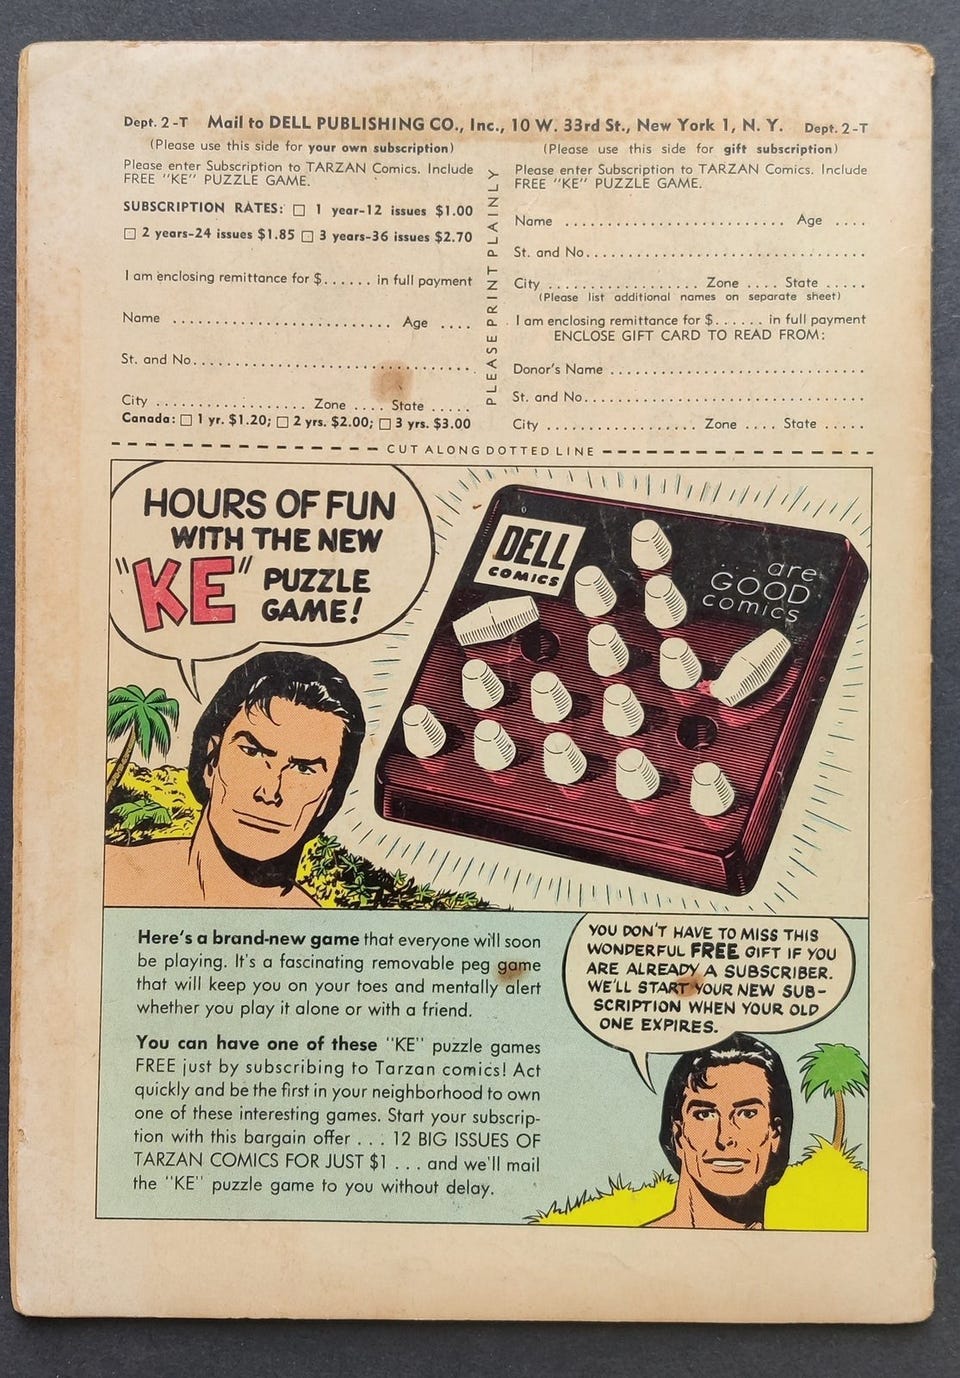 Dept. 2-T Mail to DELL PUBLISHING CO., Inc., 10 W. 33rd St., New York 1, N. Y. Dept. 2-T
(Please use this side for your own subscription)
Please enter Subscription to TARZAN Comics. Include
FREE "KE" PUZZLE GAME.
SUBSCRIPTION RATES: □ 1 year-12 issues $1.00
□ 2 years-24 issues $1.85 □ 3 years-36 issues $2.70
I am enclosing remittance for $...... in full payment
Name ............................ Age ....
St. and No....................................
City ................... Zone .... State .....
Canada: □ 1 yr. $1.20; □ 2 yrs. $2.00; □ 3 yrs. $3.00
PLEASE PRINT PLAINLY
(Please use this side for gift subscription)
Please enter Subscription to TARZAN Comics. Include
FREE "KE" PUZZLE GAME.
Name ............................ Age ....
St. and No....................................
City ................... Zone .... State .....
(Please list additional names on separate sheet)
I am enclosing remittance for $...... in full payment
ENCLOSE GIFT CARD TO READ FROM:
Donor's Name .................................
St. and No....................................
City ................... Zone .... State .....
CUT ALONG DOTTED LINE
HOURS OF FUN
WITH THE NEW
"KE" PUZZLE
GAME!
DELL
COMICS
are
GOOD
comics
Here's a brand-new game that everyone will soon
be playing. It's a fascinating removable peg game
that will keep you on your toes and mentally alert
whether you play it alone or with a friend.
You can have one of these "KE" puzzle games
FREE just by subscribing to Tarzan comics! Act
quickly and be the first in your neighborhood to own
one of these interesting games. Start your subscrip-
tion with this bargain offer . . . 12 BIG ISSUES OF
TARZAN COMICS FOR JUST $1 . . . and we'll mail
the "KE" puzzle game to you without delay.
YOU DON'T HAVE TO MISS THIS
WONDERFUL FREE GIFT IF YOU
ARE ALREADY A SUBSCRIBER.
WE'LL START YOUR NEW SUB-
SCRIPTION WHEN YOUR OLD
ONE EXPIRES.